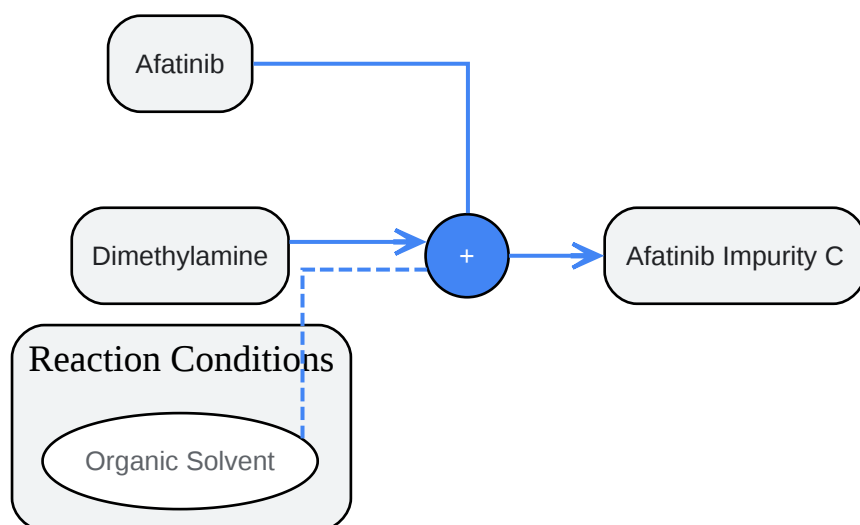 Afatinib
Dimethylamine
+
Afatinib Impurity C
Reaction Conditions
Organic Solvent